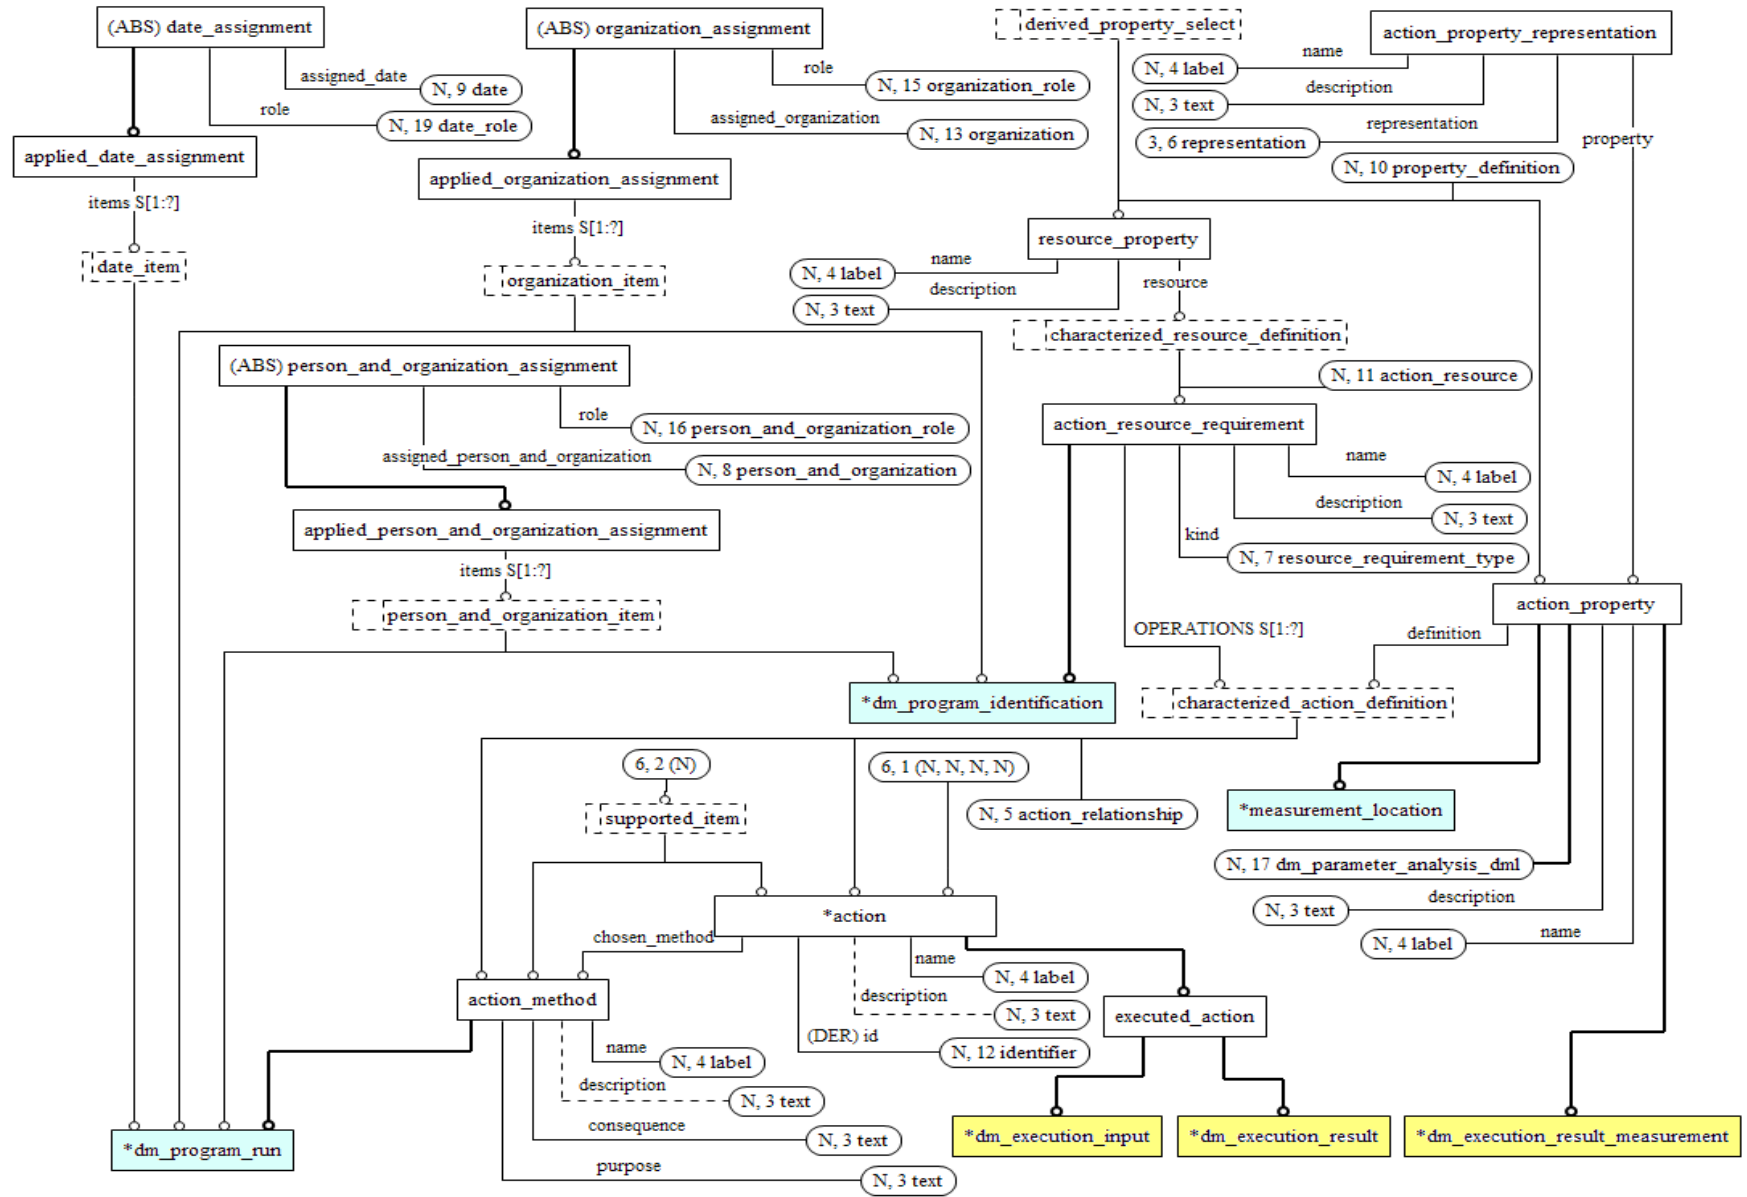 (ABS) date_assignment
(ABS) organization_assignment
derived_property_select
action_property_representation
assigned_date
N, 9 date
role
N, 19 date_role
role
N, 15 organization_role
assigned_organization
N, 13 organization
name
N, 4 label
description
N, 3 text
representation
3, 6 representation
property
N, 10 property_definition
applied_date_assignment
applied_organization_assignment
items S[1:?]
items S[1:?]
date_item
organization_item
resource_property
name
N, 4 label
description
N, 3 text
resource
characterized_resource_definition
N, 11 action_resource
(ABS) person_and_organization_assignment
role
N, 16 person_and_organization_role
assigned_person_and_organization
N, 8 person_and_organization
action_resource_requirement
name
N, 4 label
description
N, 3 text
kind
N, 7 resource_requirement_type
applied_person_and_organization_assignment
items S[1:?]
person_and_organization_item
action_property
OPERATIONS S[1:?]
definition
*dm_program_identification
characterized_action_definition
6, 2 (N)
6, 1 (N, N, N, N)
supported_item
N, 5 action_relationship
*measurement_location
N, 17 dm_parameter_analysis_dml
description
N, 3 text
name
N, 4 label
*action
chosen_method
name
N, 4 label
description
N, 3 text
(DER) id
N, 12 identifier
action_method
executed_action
name
N, 4 label
description
N, 3 text
consequence
N, 3 text
purpose
N, 3 text
*dm_program_run
*dm_execution_input
*dm_execution_result
*dm_execution_result_measurement